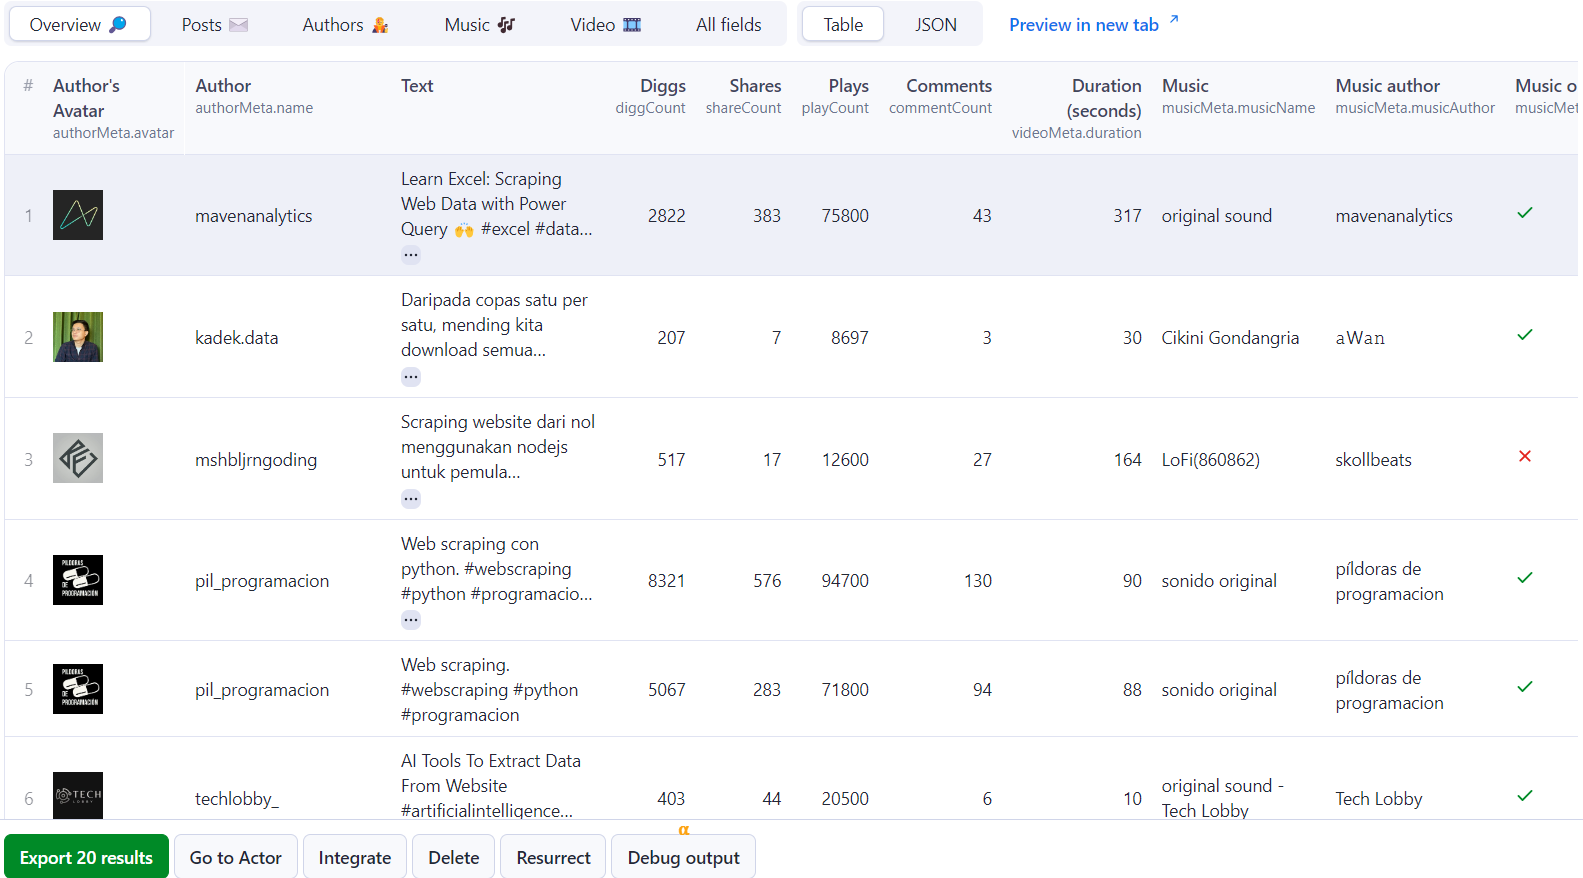 Overview Posts Authors Music Video All fields Table JSON Preview in new tab
# Author's Avatar authorMeta.avatar Author authorMeta.name Text Diggs diggCount Shares shareCount Plays playCount Comments commentCount Duration (seconds) videoMeta.duration Music musicMeta.musicName Music author musicMeta.musicAuthor Music o musicMet
1 mavenanalytics Learn Excel: Scraping
Web Data with Power
Query 🙌 #excel #data...
...
2822 383 75800 43 317 original sound mavenanalytics
2 kadek.data Daripada copas satu per
satu, mending kita
download semua...
...
207 7 8697 3 30 Cikini Gondangria aWan
3 mshbljrngoding Scraping website dari nol
menggunakan nodejs
untuk pemula...
...
517 17 12600 27 164 LoFi(860862) skollbeats
4 PILDORAS DE PROGRAMACION pil_programacion Web scraping con
python. #webscraping
#python #programacio...
...
8321 576 94700 130 90 sonido original píldoras de
programacion
5 PILDORAS DE PROGRAMACION pil_programacion Web scraping.
#webscraping #python
#programacion
5067 283 71800 94 88 sonido original píldoras de
programacion
6 TECH LOBBY techlobby_ AI Tools To Extract Data
From Website
#artificialintelligence...
403 44 20500 6 10 original sound -
Tech Lobby Tech Lobby
α
Export 20 results Go to Actor Integrate Delete Resurrect Debug output